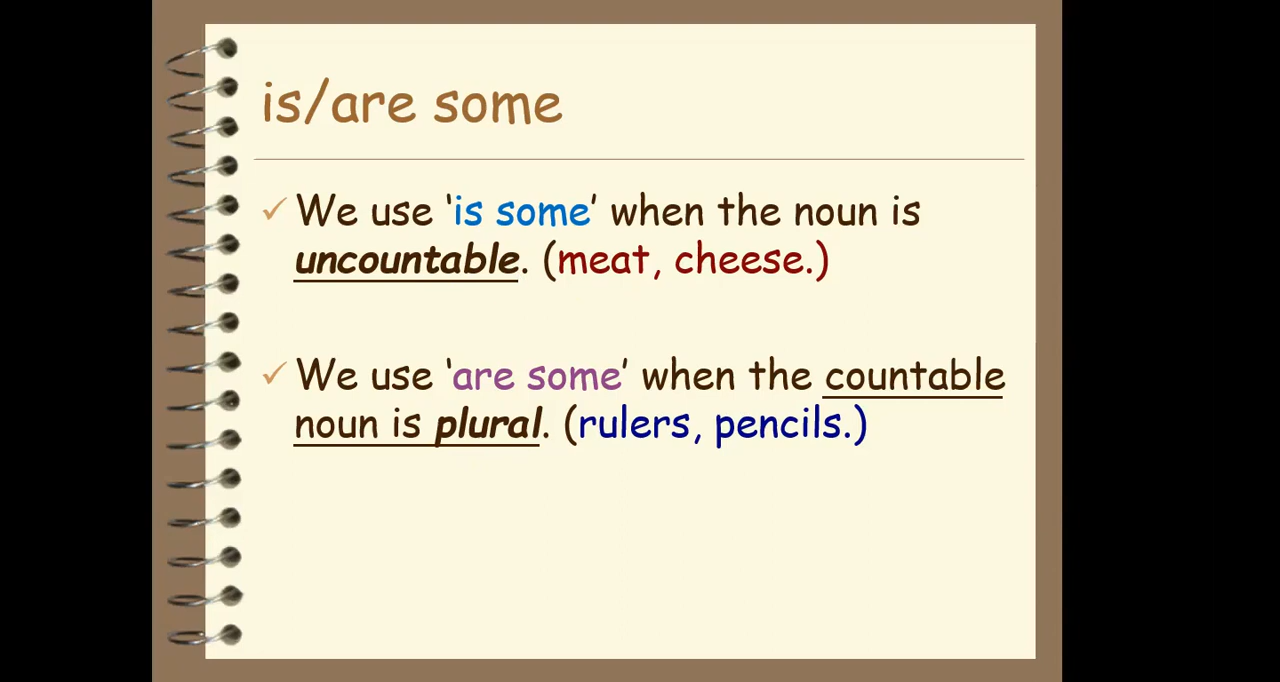 is/are some
We use ‘is some’ when the noun is
uncountable. (meat, cheese.)
We use ‘are some’ when the countable
noun is plural. (rulers, pencils.)